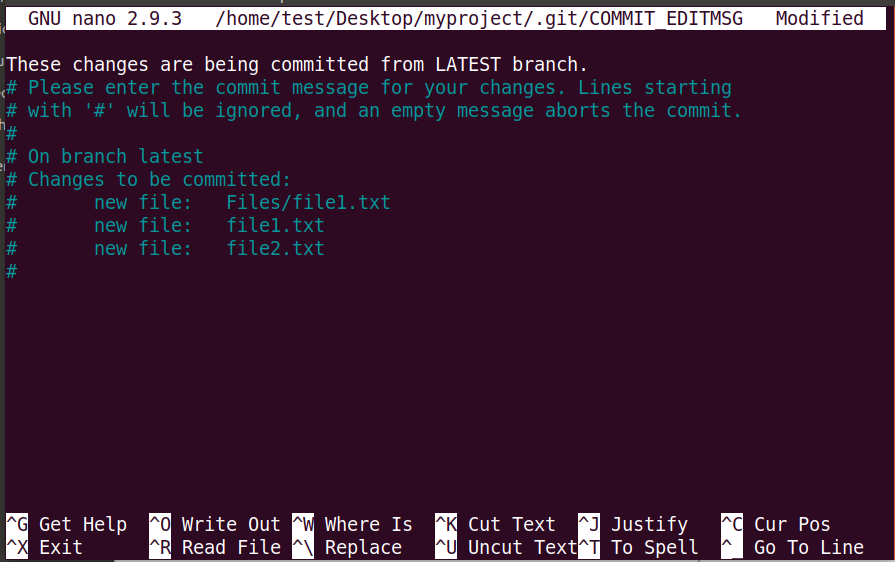 GNU nano 2.9.3 /home/test/Desktop/myproject/.git/COMMIT_EDITMSG Modified
These changes are being committed from LATEST branch.
# Please enter the commit message for your changes. Lines starting
# with '#' will be ignored, and an empty message aborts the commit.
#
# On branch latest
# Changes to be committed:
#       new file:   Files/file1.txt
#       new file:   file1.txt
#       new file:   file2.txt
#
^G Get Help ^O Write Out ^W Where Is ^K Cut Text ^J Justify ^C Cur Pos
^X Exit ^R Read File ^\ Replace ^U Uncut Text ^T To Spell ^_ Go To Line